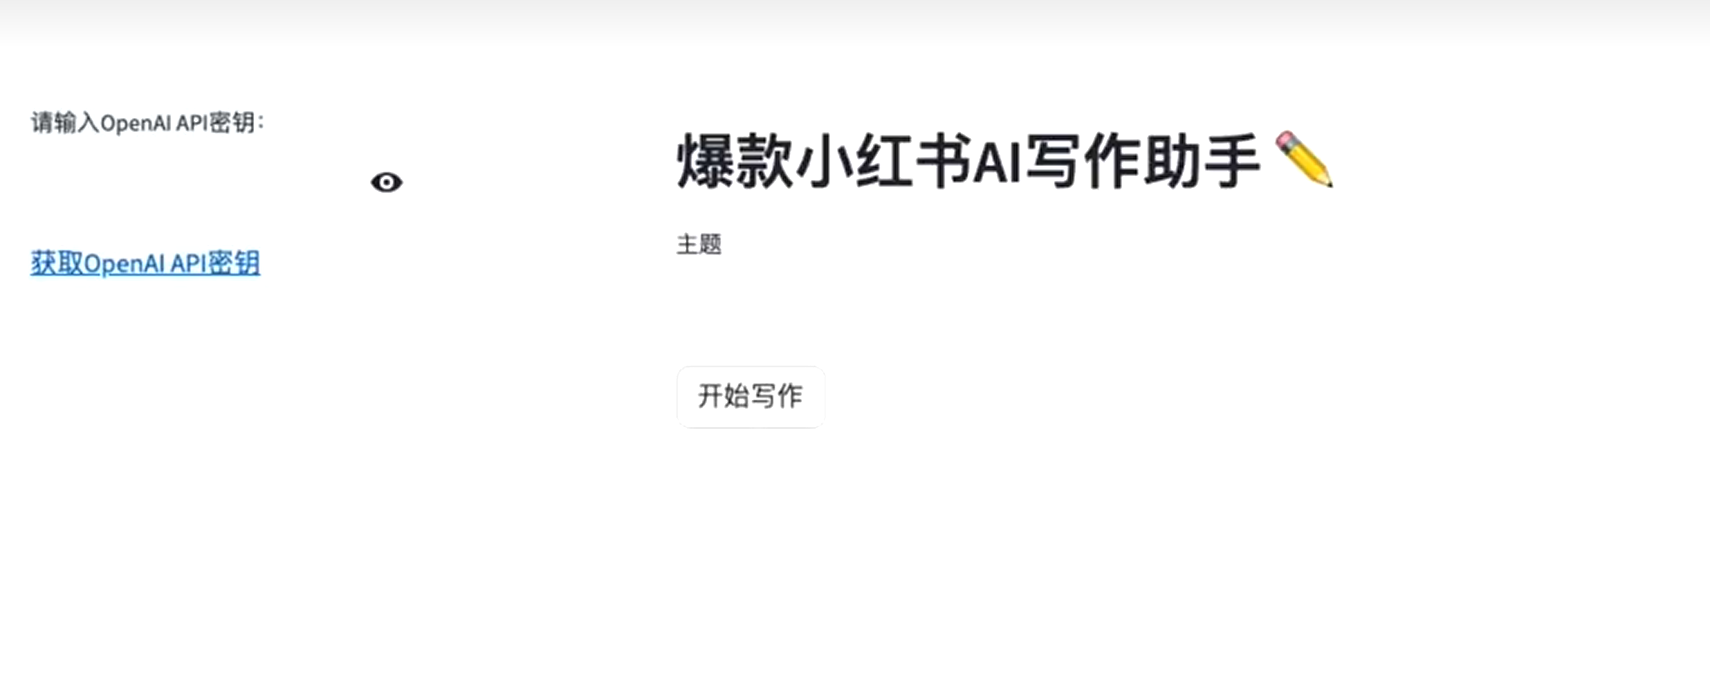 请输入OpenAI API密钥：
获取OpenAI API密钥
爆款小红书AI写作助手✏️
主题
开始写作